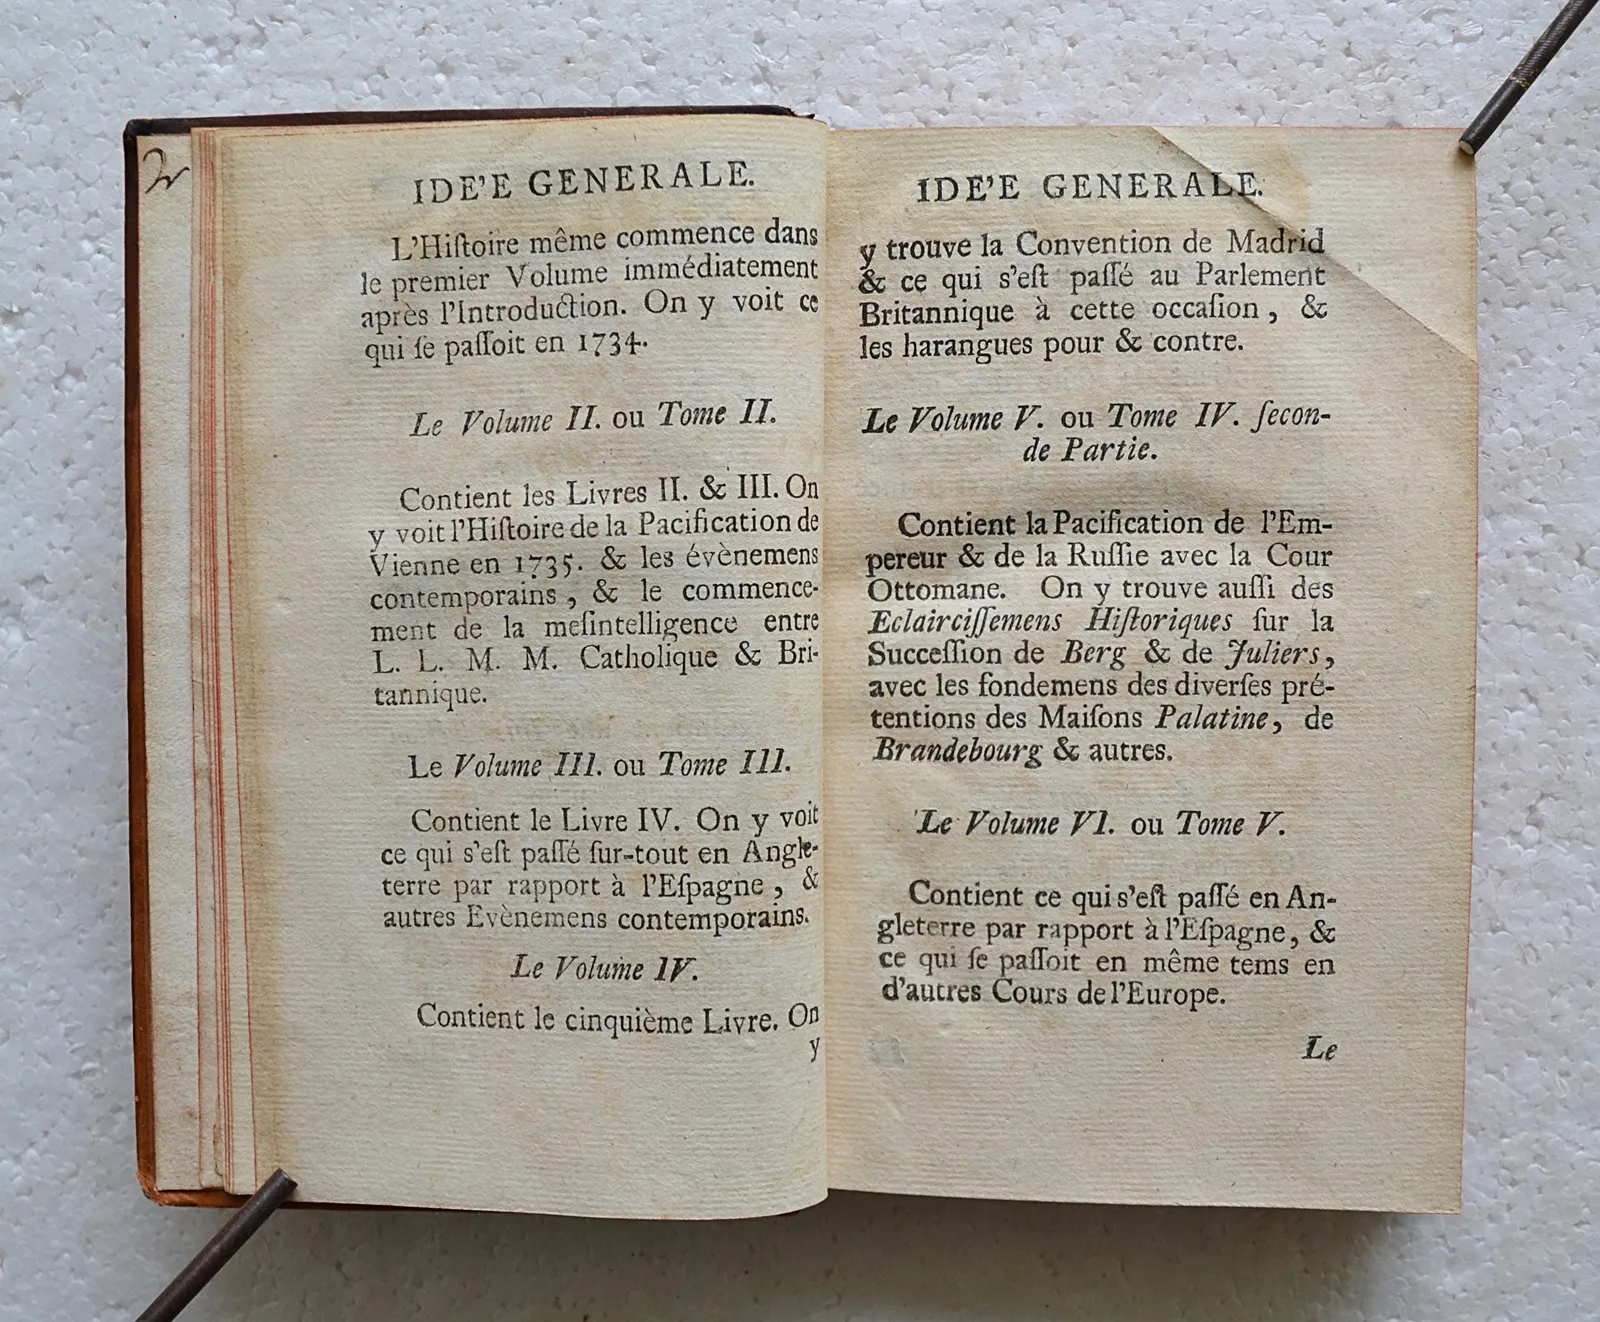 IDE'E GENERALE.
L'Hiſtoire même commence dans
le premier Volume immédiatement
après l'Introduction. On y voit ce
qui ſe paſſoit en 1734.
Le Volume II. ou Tome II.
Contient les Livres II. & III. On
y voit l'Hiſtoire de la Pacification de
Vienne en 1735. & les évènemens
contemporains, & le commence-
ment de la meſintelligence entre
L. L. M. M. Catholique & Bri-
tannique.
Le Volume III. ou Tome III.
Contient le Livre IV. On y voit
ce qui s'eſt paſſé ſur-tout en Angle-
terre par rapport à l'Eſpagne, &
autres Evènemens contemporains.
Le Volume IV.
Contient le cinquième Livre. On
y
IDE'E GENERALE.
y trouve la Convention de Madrid
& ce qui s'eſt paſſé au Parlement
Britannique à cette occaſion, &
les harangues pour & contre.
Le Volume V. ou Tome IV. ſecon-
de Partie.
Contient la Pacification de l'Em-
pereur & de la Ruſſie avec la Cour
Ottomane. On y trouve auſſi des
Eclairciſſemens Hiſtoriques ſur la
Succeſſion de Berg & de Juliers,
avec les fondemens des diverſes pré-
tentions des Maiſons Palatine, de
Brandebourg & autres.
Le Volume VI. ou Tome V.
Contient ce qui s'eſt paſſé en An-
gleterre par rapport à l'Eſpagne, &
ce qui ſe paſſoit en même tems en
d'autres Cours de l'Europe.
Le